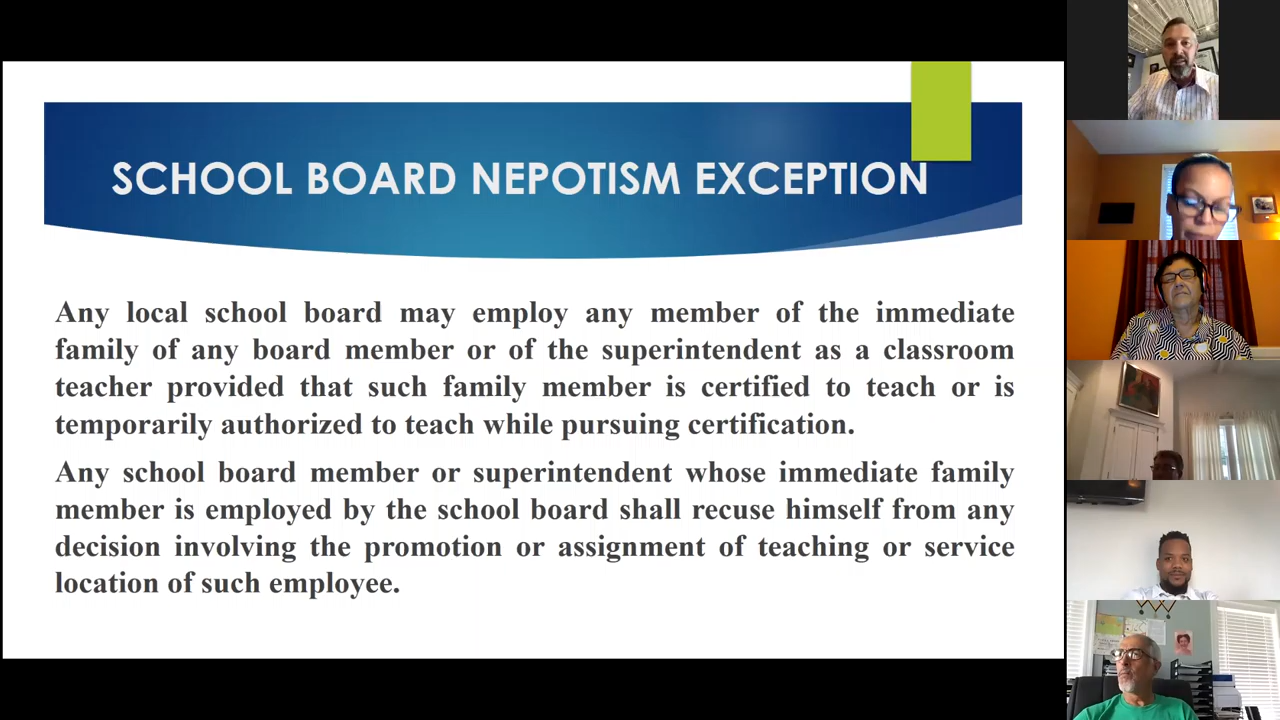 SCHOOL BOARD NEPOTISM EXCEPTION
Any local school board may employ any member of the immediate
family of any board member or of the superintendent as a classroom
teacher provided that such family member is certified to teach or is
temporarily authorized to teach while pursuing certification.
Any school board member or superintendent whose immediate family
member is employed by the school board shall recuse himself from any
decision involving the promotion or assignment of teaching or service
location of such employee.